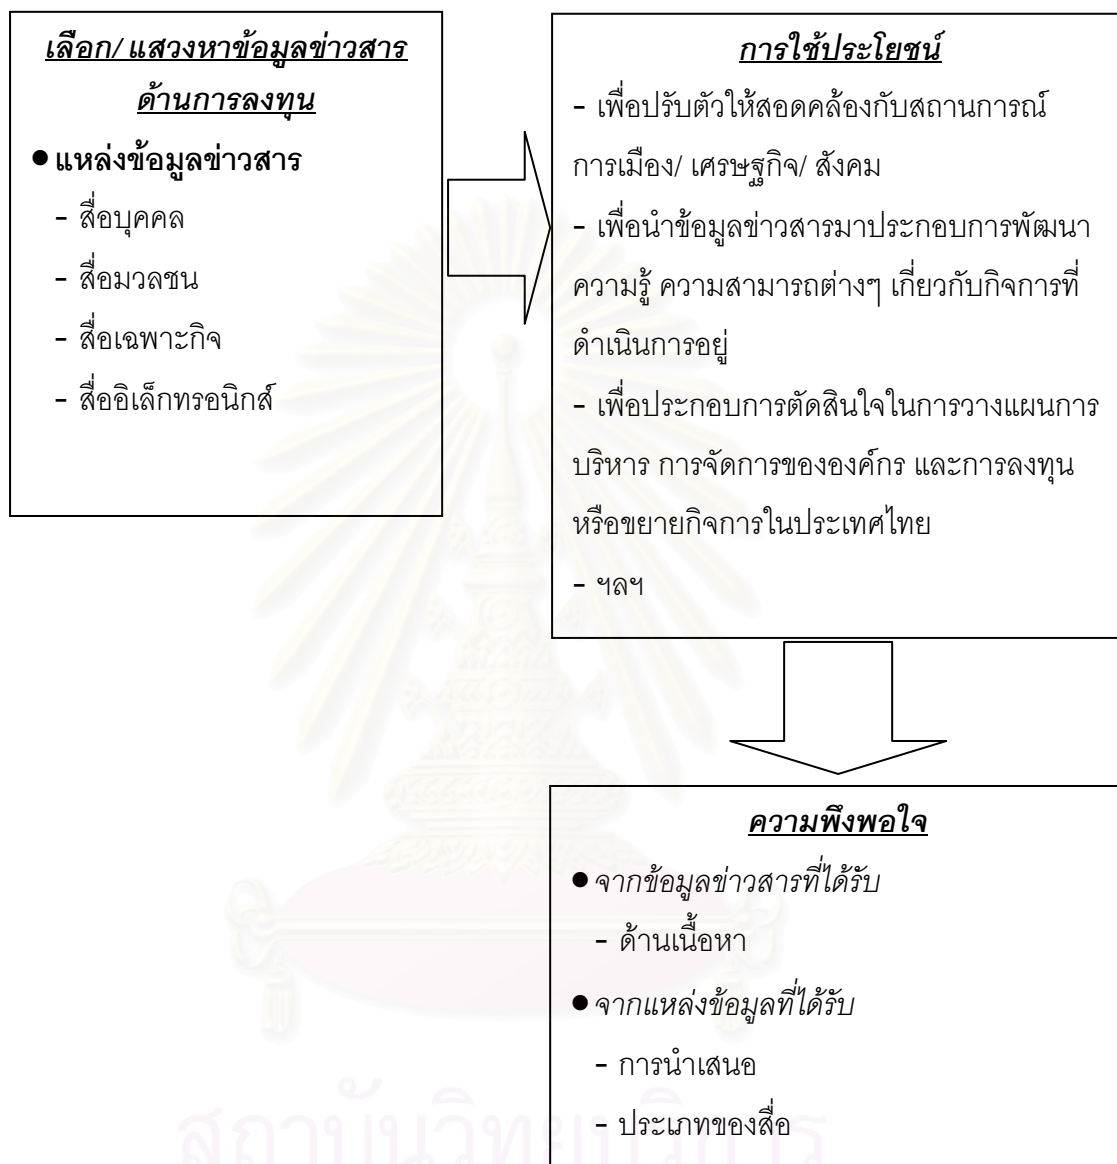 เลือก/ แสวงหาข้อมูลข่าวสาร
ด้านการลงทุน
● แหล่งข้อมูลข่าวสาร
- สื่อบุคคล
- สื่อมวลชน
- สื่อเฉพาะกิจ
- สื่ออิเล็กทรอนิกส์
การใช้ประโยชน์
- เพื่อปรับตัวให้สอดคล้องกับสถานการณ์
การเมือง/ เศรษฐกิจ/ สังคม
- เพื่อนำข้อมูลข่าวสารมาประกอบการพัฒนา
ความรู้ ความสามารถต่างๆ เกี่ยวกับกิจการที่
ดำเนินการอยู่
- เพื่อประกอบการตัดสินใจในการวางแผนการ
บริหาร การจัดการขององค์กร และการลงทุน
หรือขยายกิจการในประเทศไทย
- ฯลฯ
ความพึงพอใจ
● จากข้อมูลข่าวสารที่ได้รับ
- ด้านเนื้อหา
● จากแหล่งข้อมูลที่ได้รับ
- การนำเสนอ
- ประเภทของสื่อ
สถาบันวิทยบริการ